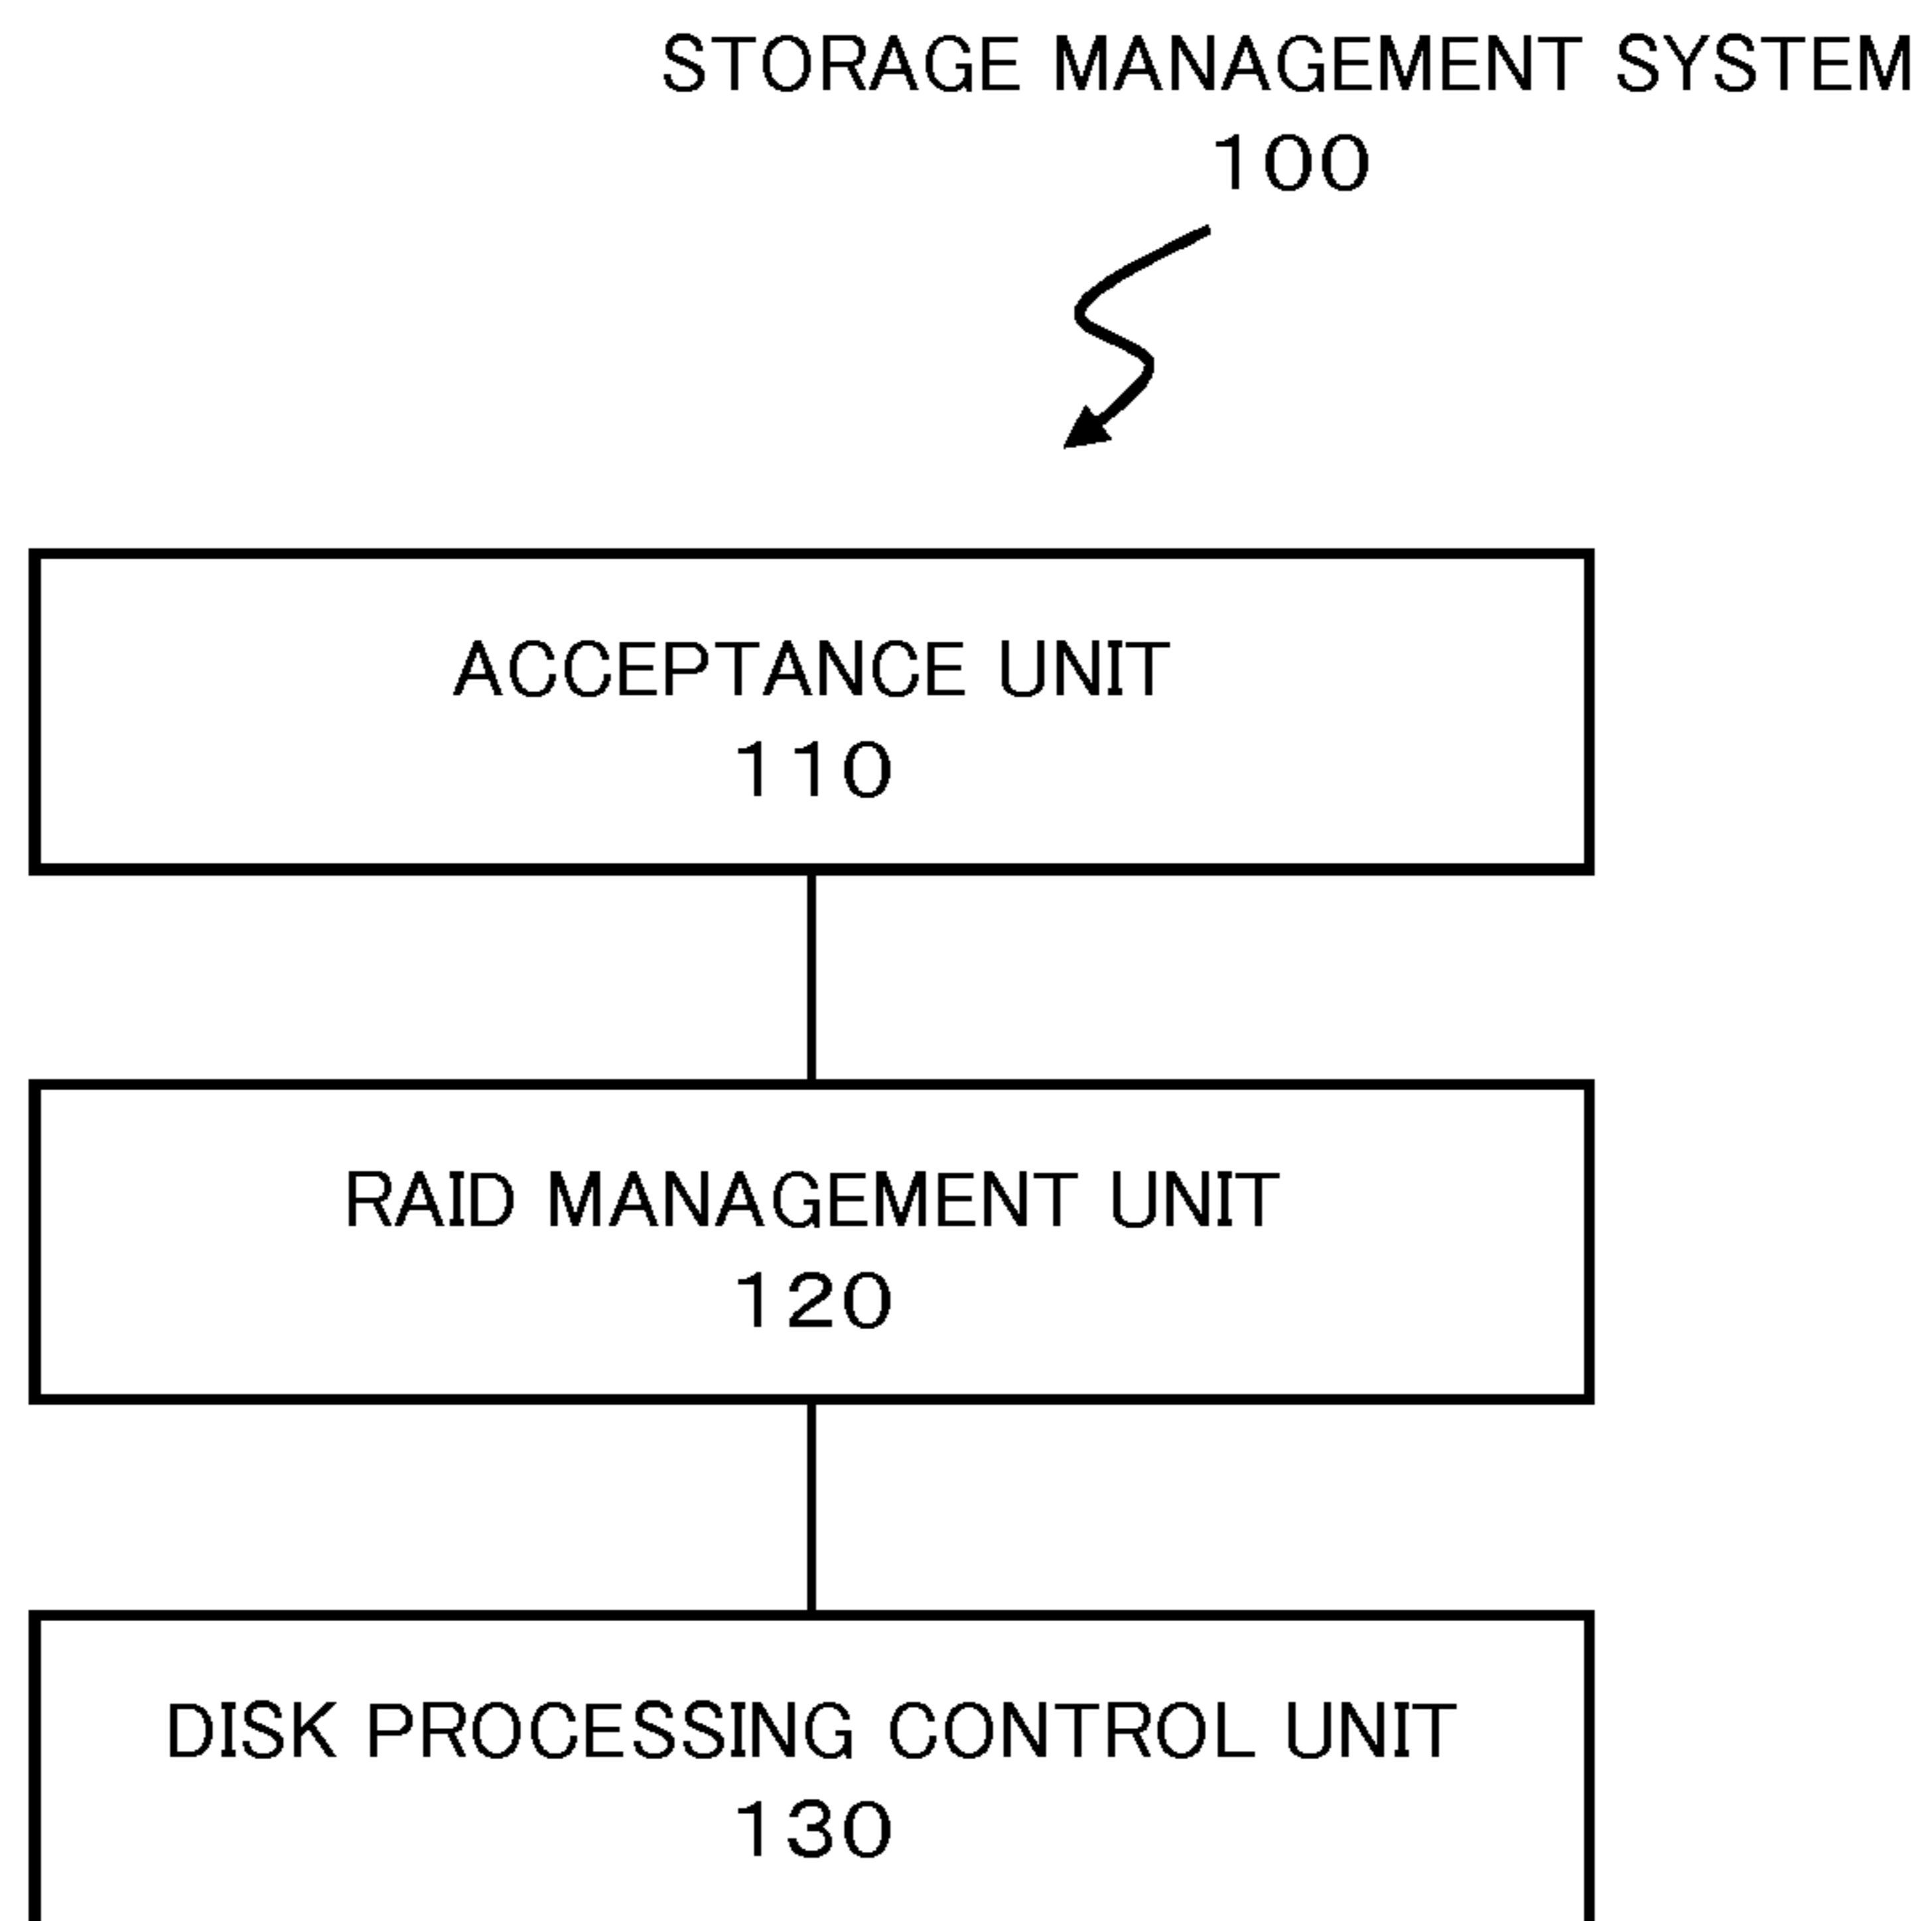 STORAGE MANAGEMENT SYSTEM
100
ACCEPTANCE UNIT
110
RAID MANAGEMENT UNIT
120
DISK PROCESSING CONTROL UNIT
130